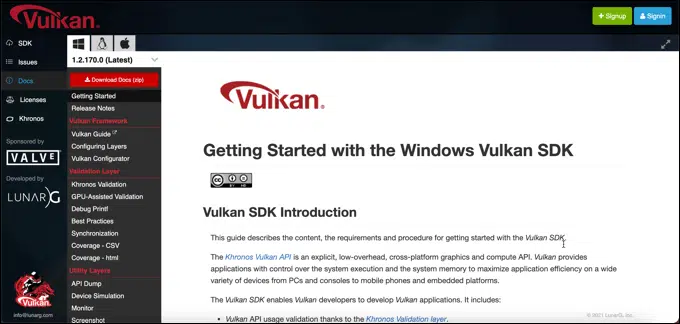 Vulkan.
+ Signup
Signin
SDK
Issues
Docs
Licenses
Khronos
Sponsored by
VALVE
Developed by
LUNARG
Vulkan
info@lunarg.com
1.2.170.0 (Latest)
Download Docs (zip)
Getting Started
Release Notes
Vulkan Framework
Vulkan Guide
Configuring Layers
Vulkan Configurator
Validation Layer
Khronos Validation
GPU-Assisted Validation
Debug Printf
Best Practices
Synchronization
Coverage - CSV
Coverage - html
Utility Layers
API Dump
Device Simulation
Monitor
Screenshot
Vulkan.
Getting Started with the Windows Vulkan SDK
CC BY
Vulkan SDK Introduction
This guide describes the content, the requirements and procedure for getting started with the Vulkan SDK.
The Khronos Vulkan API is an explicit, low-overhead, cross-platform graphics and compute API. Vulkan provides
applications with control over the system execution and the system memory to maximize application efficiency on a wide
variety of devices from PCs and consoles to mobile phones and embedded platforms.
The Vulkan SDK enables Vulkan developers to develop Vulkan applications. It includes:
• Vulkan API usage validation thanks to the Khronos Validation layer.
© 2021 LunarG, Inc.